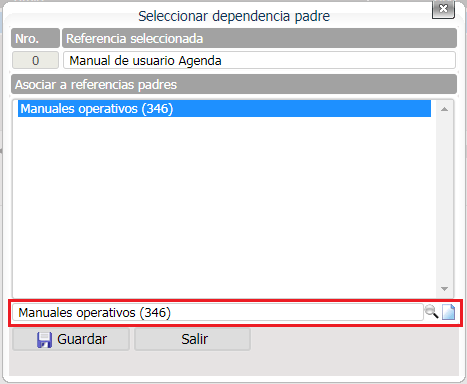 Seleccionar dependencia padre
Nro. Referencia seleccionada
0 Manual de usuario Agenda
Asociar a referencias padres
Manuales operativos (346)
Manuales operativos (346)
Guardar Salir